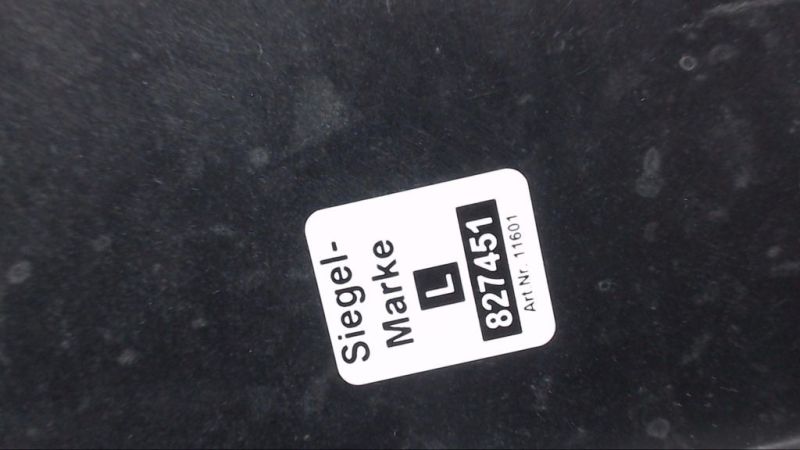 Siegel-
Marke
L
827451
Art Nr. 11601